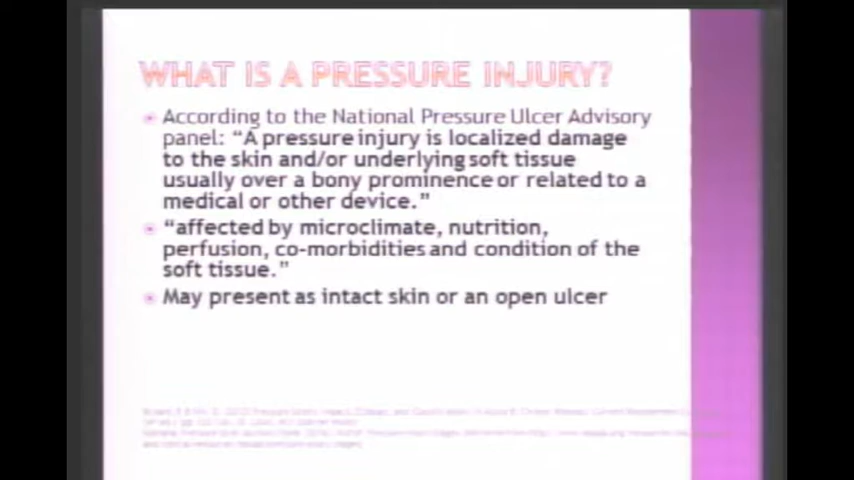 WHAT IS A PRESSURE INJURY?
According to the National Pressure Ulcer Advisory
panel: “A pressure injury is localized damage
to the skin and/or underlying soft tissue
usually over a bony prominence or related to a
medical or other device.”
“affected by microclimate, nutrition,
perfusion, co-morbidities and condition of the
soft tissue.”
May present as intact skin or an open ulcer